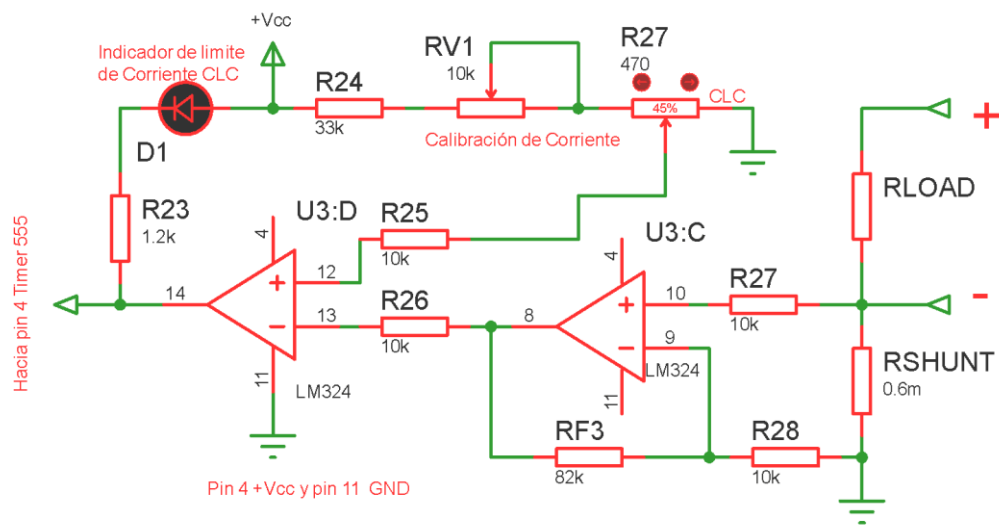 +Vcc
Indicador de limite
de Corriente CLC
D1
R24
33k
RV1
10k
Calibración de Corriente
R27
470
45%
CLC
+
RLOAD
R23
1.2k
Hacia pin 4 Timer 555
U3:D
4
+
12
−
13
14
11
LM324
R25
10k
R26
10k
U3:C
4
+
10
−
9
8
11
LM324
R27
10k
-
RSHUNT
0.6m
RF3
82k
R28
10k
Pin 4 +Vcc y pin 11 GND